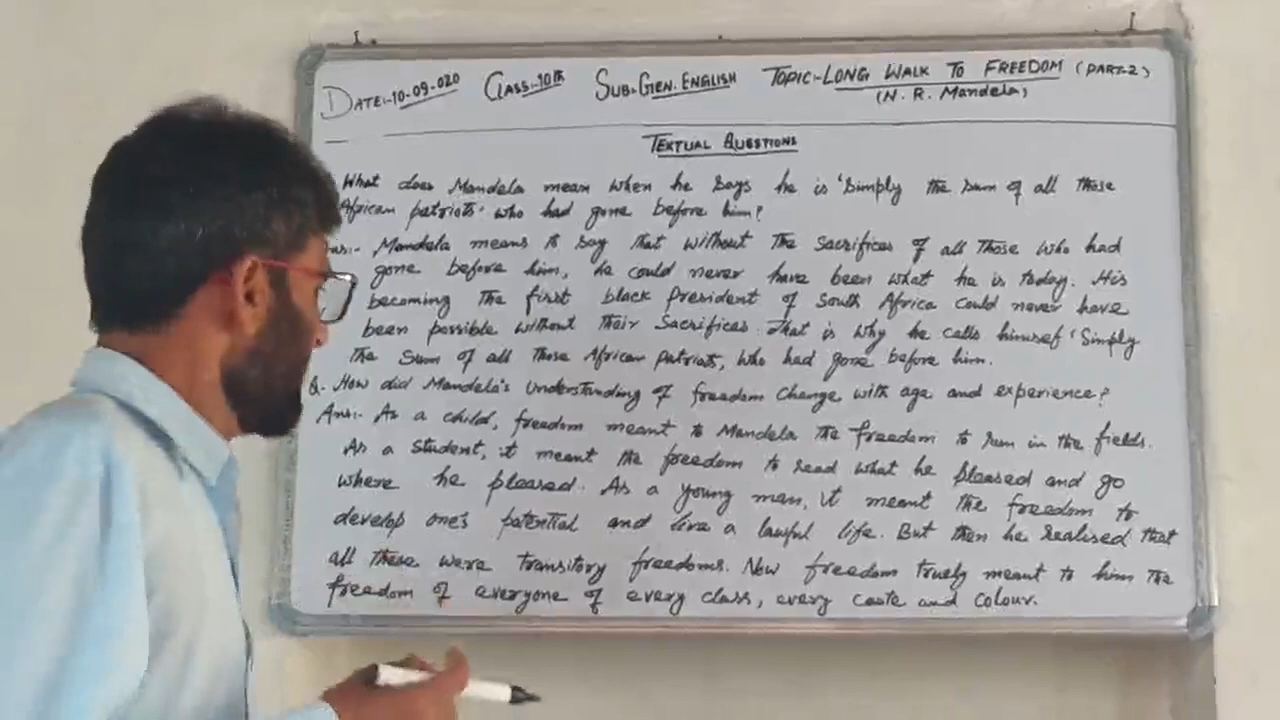 DATE:-10-09-020 CLASS:-10th SUB-GEN. ENGLISH TOPIC-LONG WALK TO FREEDOM (PART-2)
(N. R. Mandela)
TEXTUAL QUESTIONS
What does Mandela mean when he says he is 'Simply the sum of all those
African patriots' who had gone before him?
ns:- Mandela means to say that without the sacrifices of all those who had
gone before him, he could never have been what he is today. His
becoming the first black President of South Africa could never have
been possible without their sacrifices. That is why he calls himself 'Simply
the sum of all those African patriots, who had gone before him.
Q. How did Mandela's understanding of freedom change with age and experience?
Ans:- As a child, freedom meant to Mandela the freedom to run in the fields.
As a student, it meant the freedom to read what he pleased and go
where he pleased. As a young man, it meant the freedom to
develop one's potential and live a lawful life. But then he realised that
all these were transitory freedoms. Now freedom truely meant to him the
freedom of everyone of every class, every caste and colour.